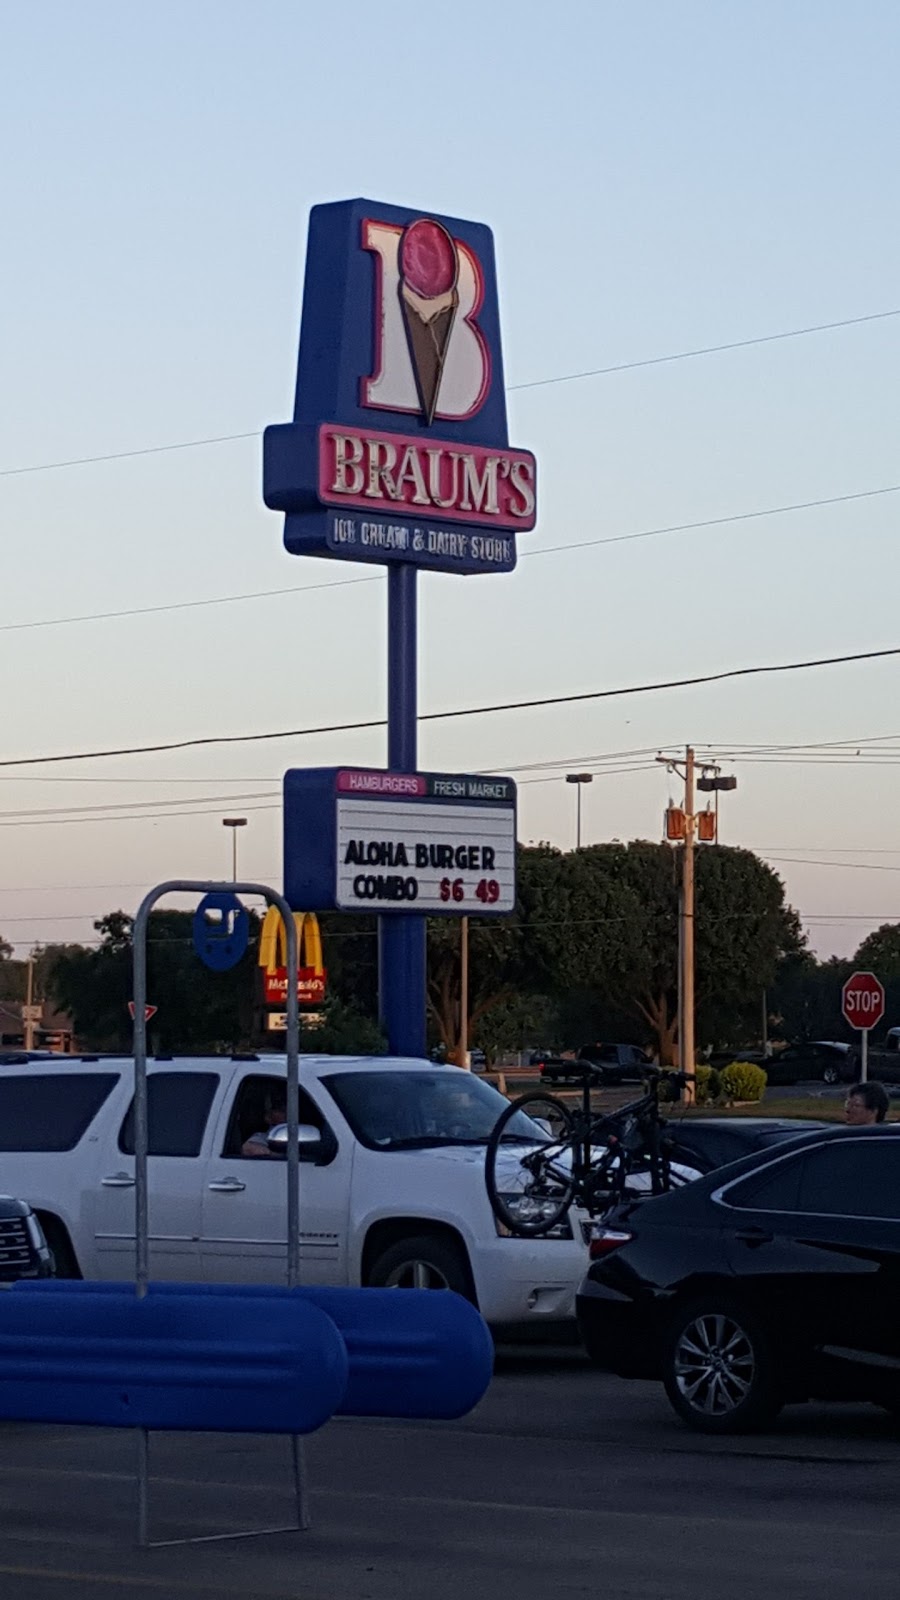 B
BRAUM'S
ICE CREAM & DAIRY STORE
HAMBURGERS FRESH MARKET
ALOHA BURGER
COMBO $6 49
McDonald's
STOP